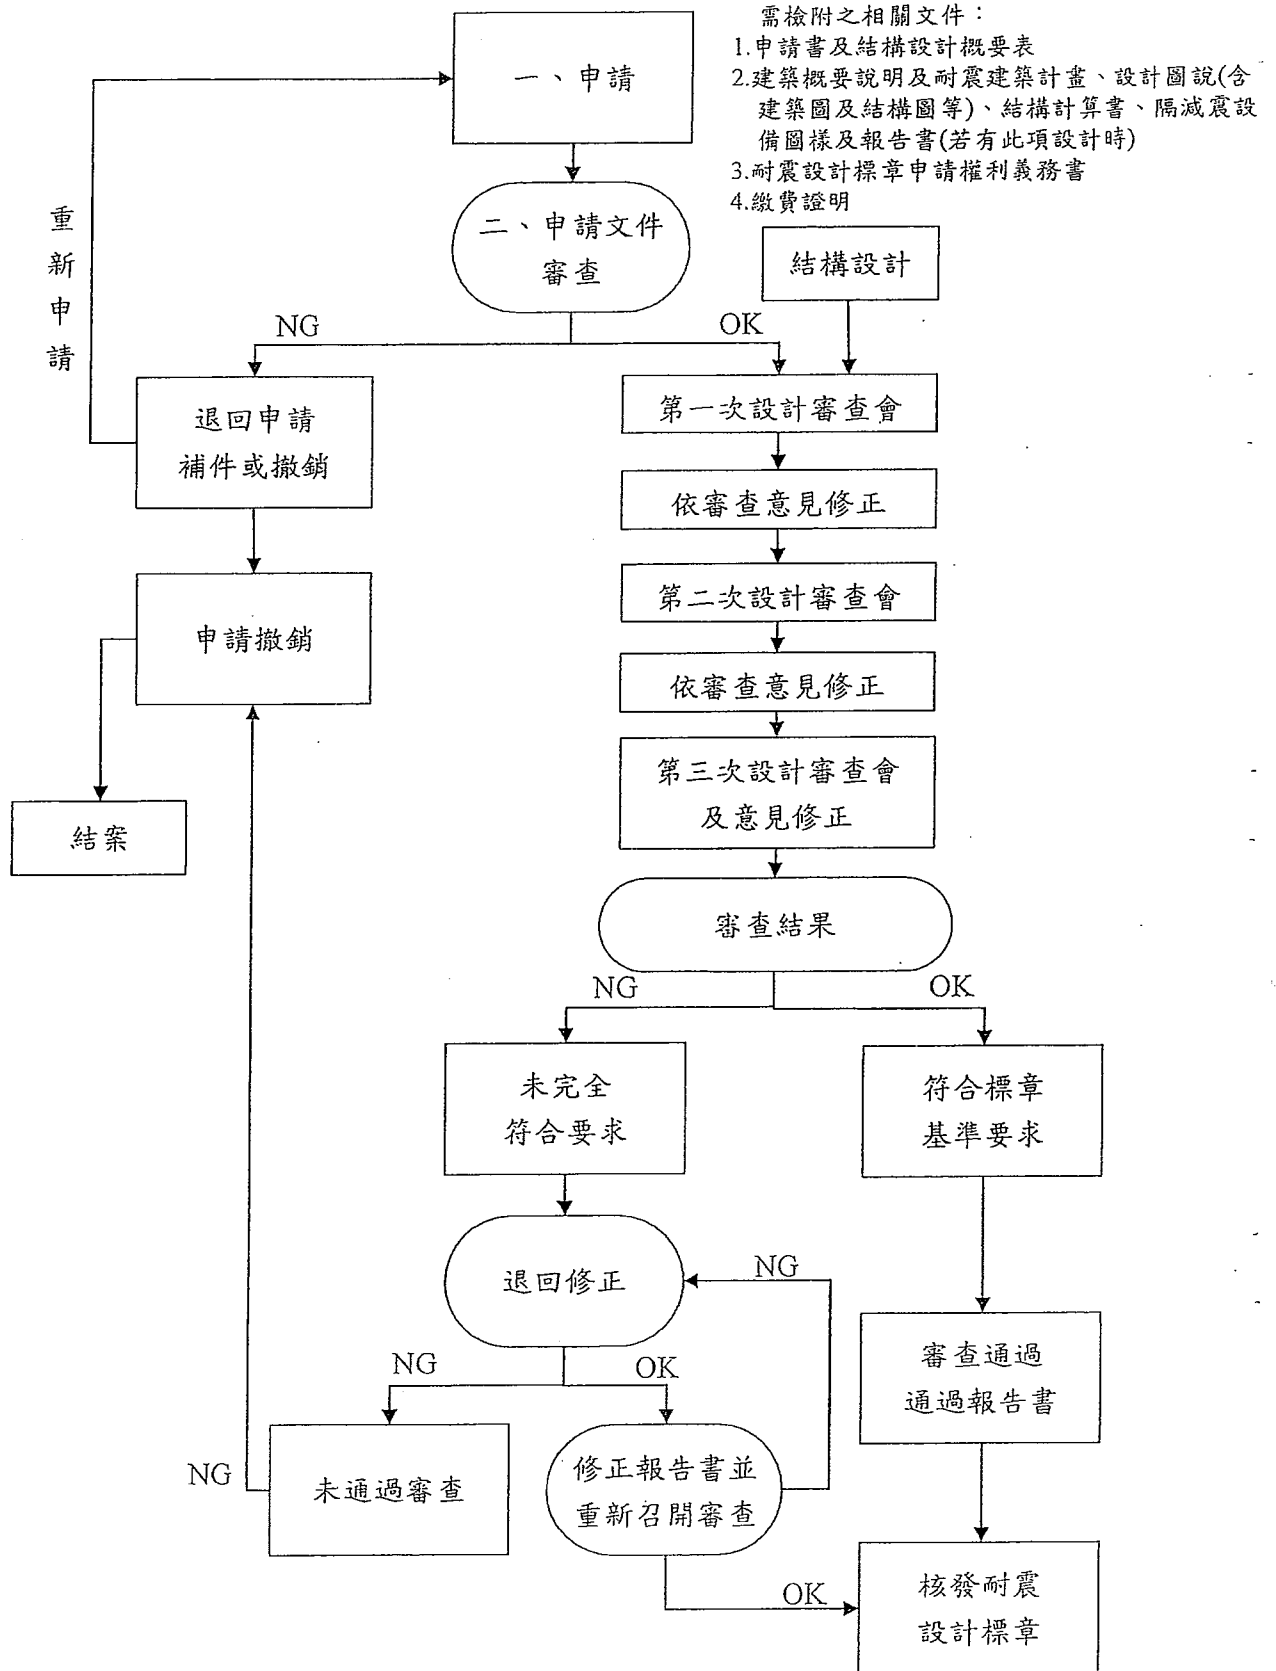 需檢附之相關文件：
1.申請書及結構設計概要表
2.建築概要說明及耐震建築計畫、設計圖說(含
建築圖及結構圖等)、結構計算書、隔減震設
備圖樣及報告書(若有此項設計時)
3.耐震設計標章申請權利義務書
4.繳費證明
一、申請
重新申請
二、申請文件
審查
結構設計
NG
OK
退回申請
補件或撤銷
第一次設計審查會
依審查意見修正
第二次設計審查會
申請撤銷
依審查意見修正
第三次設計審查會
及意見修正
結案
審查結果
NG
OK
未完全
符合要求
符合標章
基準要求
退回修正
NG
NG
OK
審查通過
通過報告書
NG
未通過審查
修正報告書並
重新召開審查
OK
核發耐震
設計標章